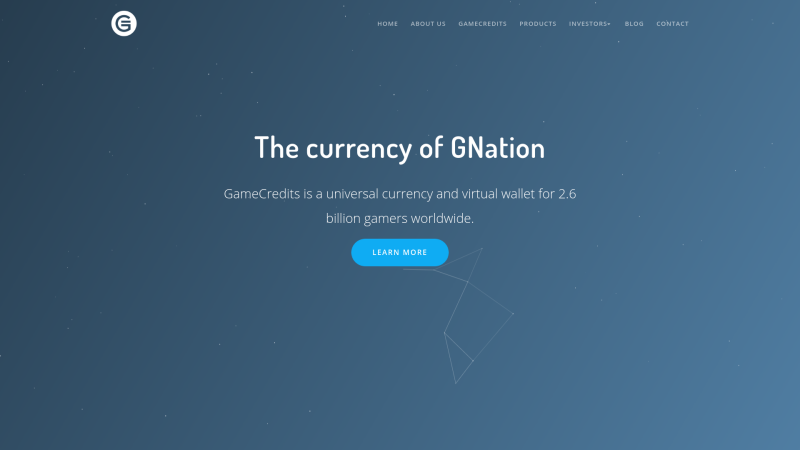 G
HOME ABOUT US GAMECREDITS PRODUCTS INVESTORS BLOG CONTACT
The currency of GNation
GameCredits is a universal currency and virtual wallet for 2.6
billion gamers worldwide.
LEARN MORE